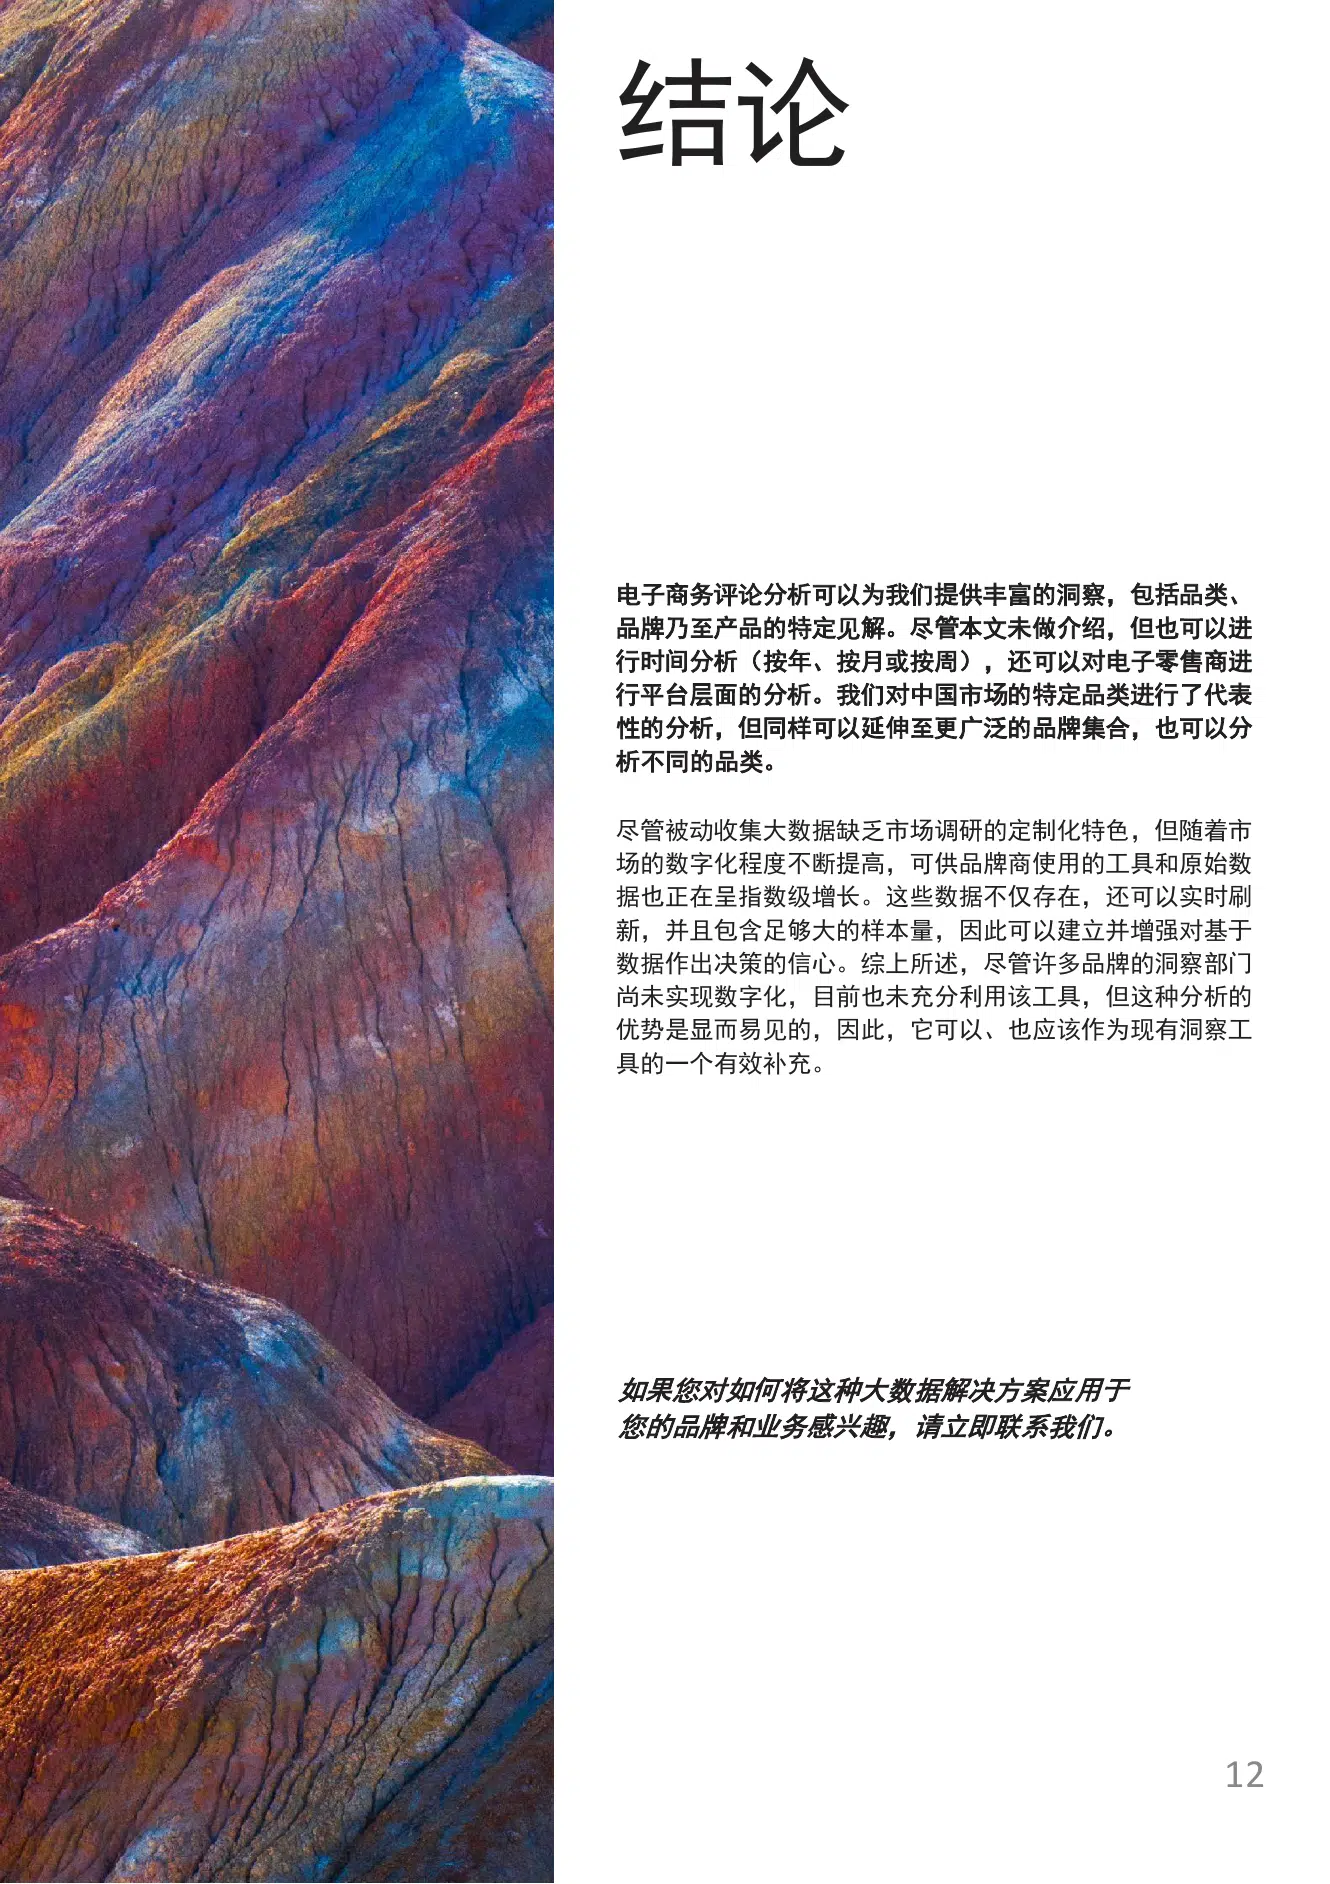 结论
电子商务评论分析可以为我们提供丰富的洞察，包括品类、
品牌乃至产品的特定见解。尽管本文未做介绍，但也可以进
行时间分析（按年、按月或按周），还可以对电子零售商进
行平台层面的分析。我们对中国市场的特定品类进行了代表
性的分析，但同样可以延伸至更广泛的品牌集合，也可以分
析不同的品类。
尽管被动收集大数据缺乏市场调研的定制化特色，但随着市
场的数字化程度不断提高，可供品牌商使用的工具和原始数
据也正在呈指数级增长。这些数据不仅存在，还可以实时刷
新，并且包含足够大的样本量，因此可以建立并增强对基于
数据作出决策的信心。综上所述，尽管许多品牌的洞察部门
尚未实现数字化，目前也未充分利用该工具，但这种分析的
优势是显而易见的，因此，它可以、也应该作为现有洞察工
具的一个有效补充。
如果您对如何将这种大数据解决方案应用于
您的品牌和业务感兴趣，请立即联系我们。
12